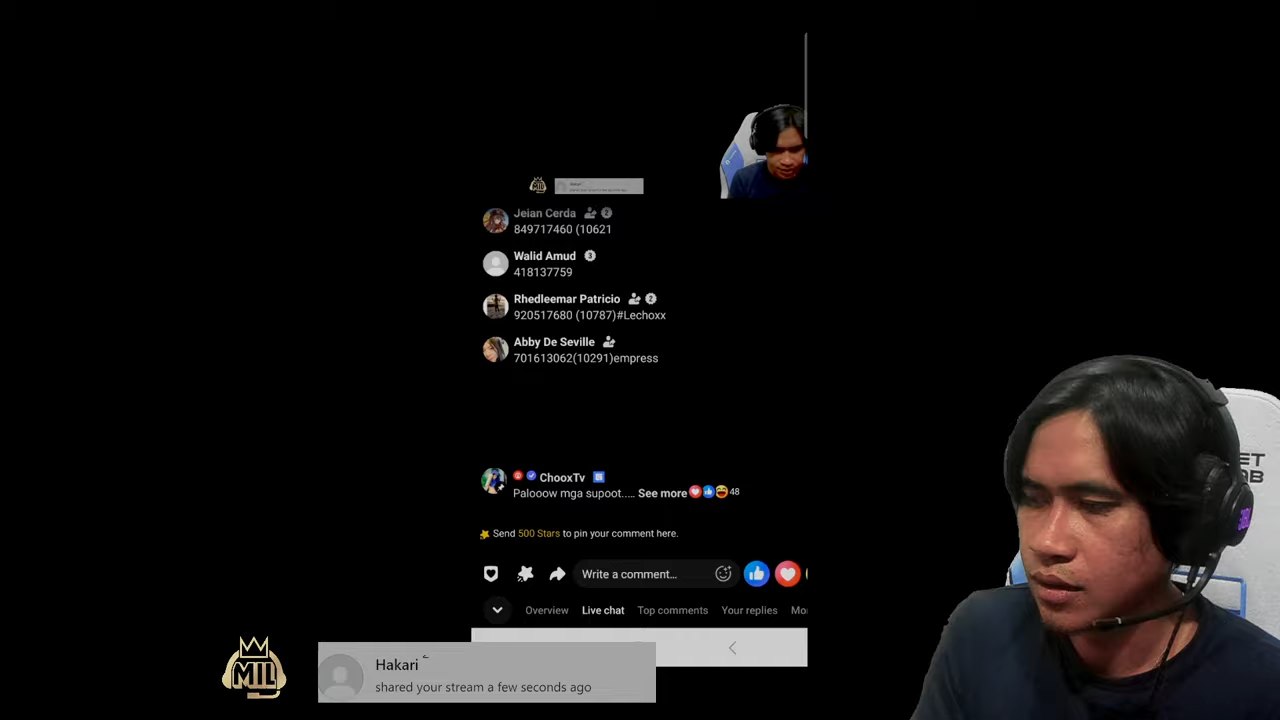 Jeian Cerda
849717460 (10621
Walid Amud
418137759
Rhedleemar Patricio
920517680 (10787)#Lechoxx
Abby De Seville
701613062(10291)empress
ChooxTv
Palooow mga supoot.... See more 48
Send 500 Stars to pin your comment here.
Write a comment...
Overview Live chat Top comments Your replies Mo
MIL
Hakari
shared your stream a few seconds ago